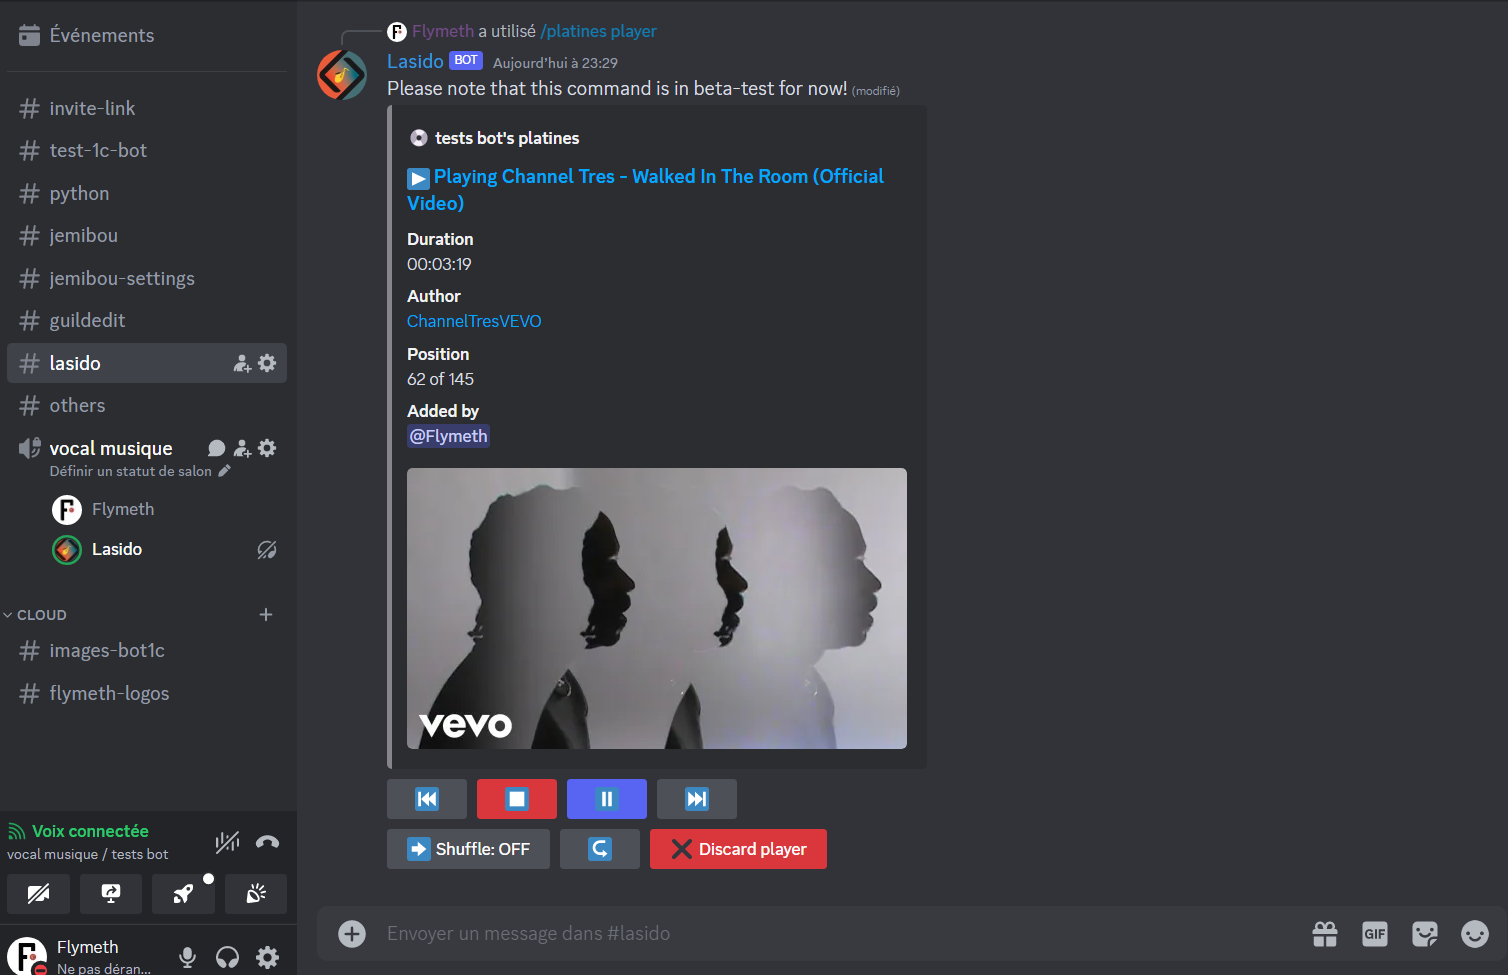 Événements
# invite-link
# test-1c-bot
# python
# jemibou
# jemibou-settings
# guildedit
# lasido
# others
vocal musique
Définir un statut de salon
Flymeth
Lasido
CLOUD
# images-bot1c
# flymeth-logos
Voix connectée
vocal musique / tests bot
Flymeth
Ne pas déran...
Flymeth a utilisé /platines player
Lasido BOT Aujourd’hui à 23:29
Please note that this command is in beta-test for now! (modifié)
tests bot's platines
Playing Channel Tres - Walked In The Room (Official
Video)
Duration
00:03:19
Author
ChannelTresVEVO
Position
62 of 145
Added by
@Flymeth
vevo
Shuffle: OFF
Discard player
Envoyer un message dans #lasido
GIF